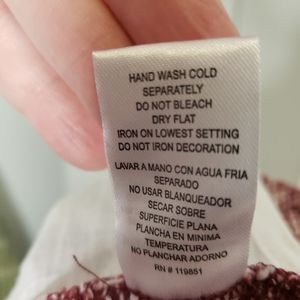 HAND WASH COLD
SEPARATELY
DO NOT BLEACH
DRY FLAT
IRON ON LOWEST SETTING
DO NOT IRON DECORATION
LAVAR A MANO CON AGUA FRIA
SEPARADO
NO USAR BLANQUEADOR
SECAR SOBRE
SUPERFICIE PLANA
PLANCHA EN MINIMA
TEMPERATURA
NO PLANCHAR ADORNO
RN # 119851